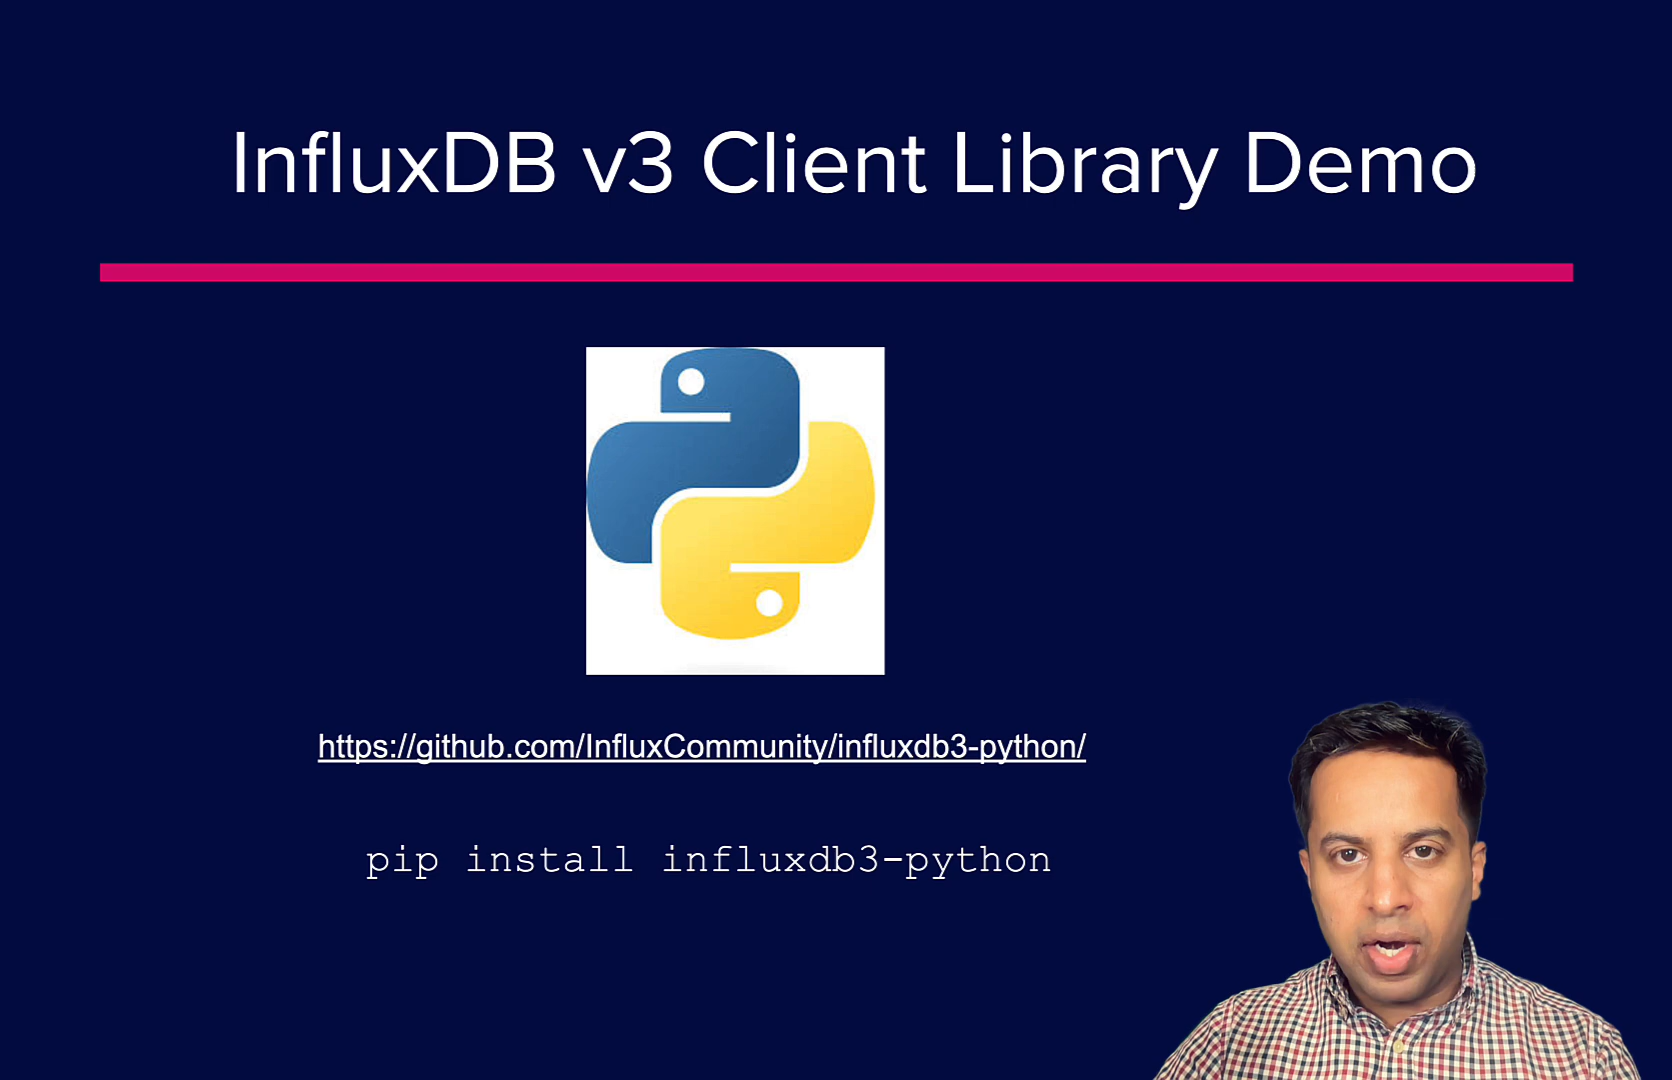 InfluxDB v3 Client Library Demo
https://github.com/InfluxCommunity/influxdb3-python/
pip install influxdb3-python